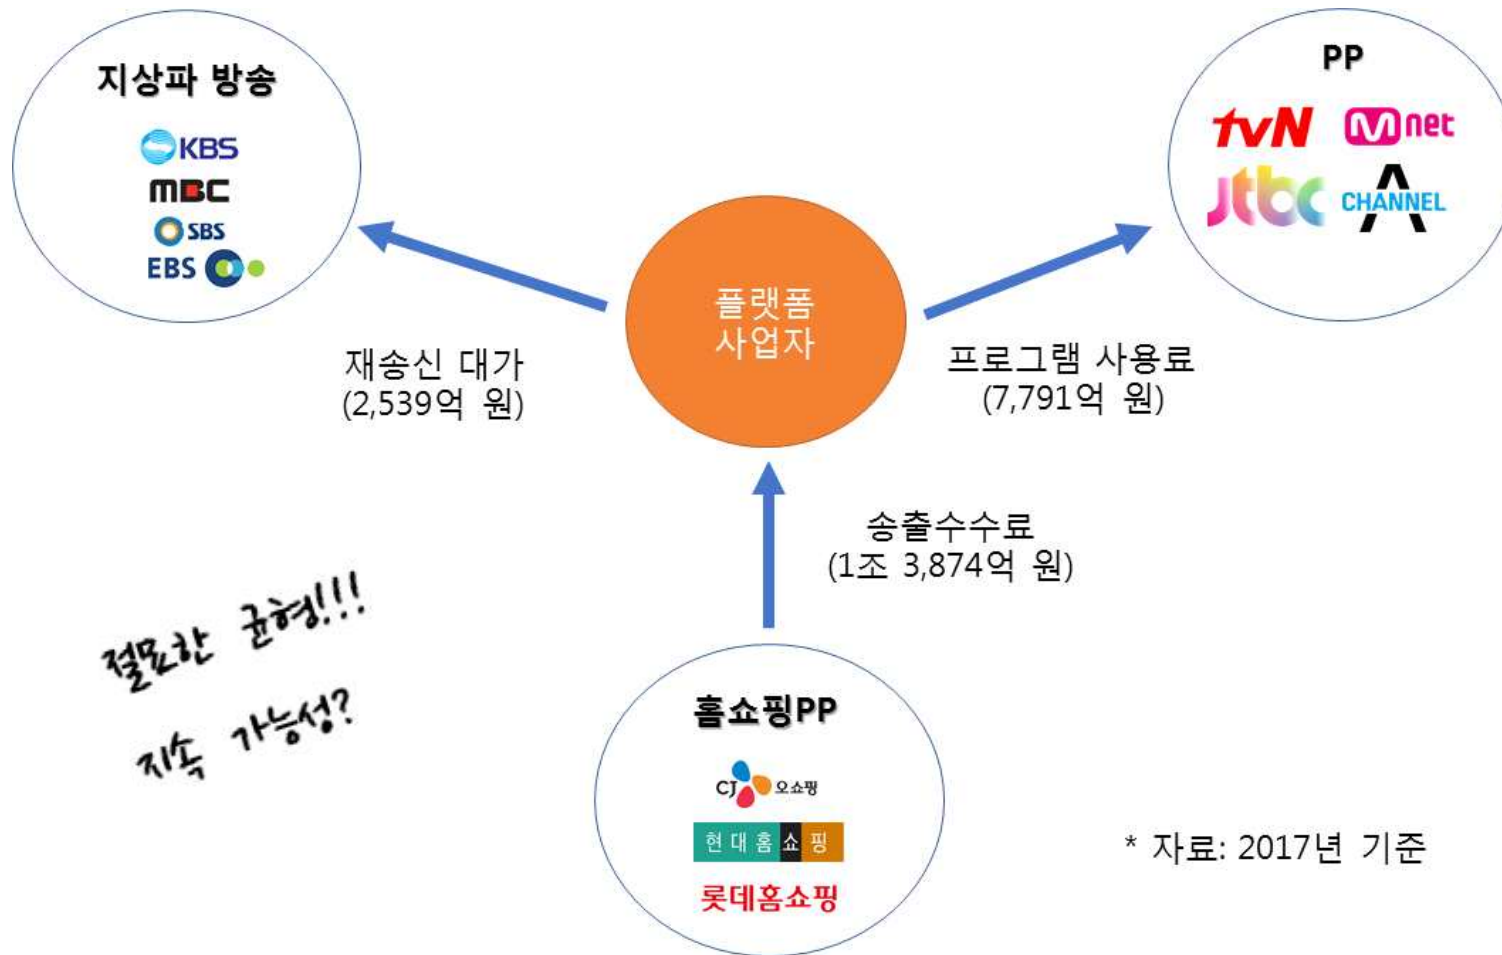 지상파 방송
KBS
MBC
SBS
EBS
PP
tvN
Mnet
jtbc
CHANNEL A
플랫폼
사업자
재송신 대가
(2,539억 원)
프로그램 사용료
(7,791억 원)
송출수수료
(1조 3,874억 원)
절묘한 균형!!!
지속 가능성?
홈쇼핑PP
CJ 오쇼핑
현대홈쇼핑
롯데홈쇼핑
* 자료: 2017년 기준